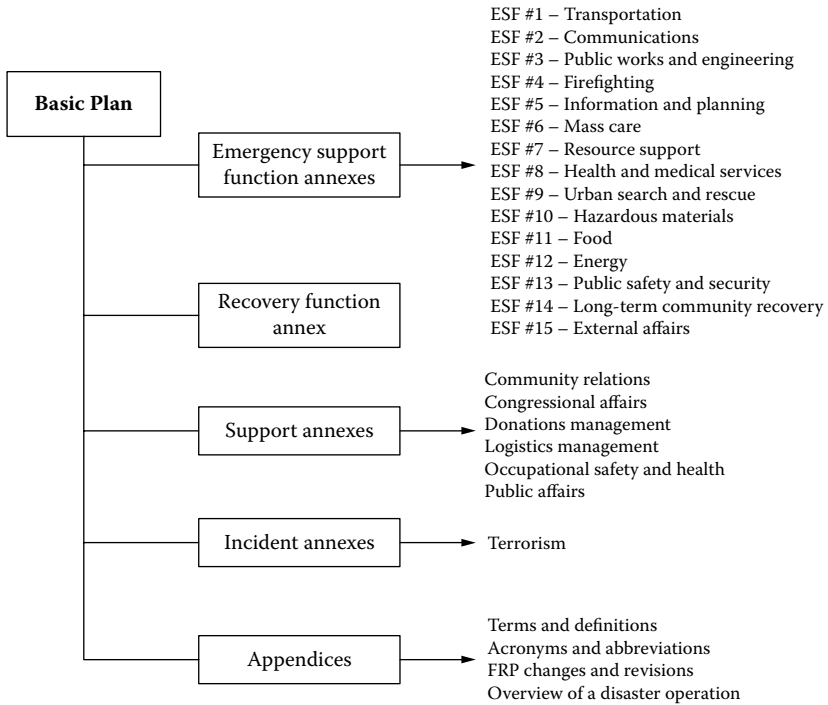 Basic Plan
Emergency support
function annexes
ESF #1 – Transportation
ESF #2 – Communications
ESF #3 – Public works and engineering
ESF #4 – Firefighting
ESF #5 – Information and planning
ESF #6 – Mass care
ESF #7 – Resource support
ESF #8 – Health and medical services
ESF #9 – Urban search and rescue
ESF #10 – Hazardous materials
ESF #11 – Food
ESF #12 – Energy
ESF #13 – Public safety and security
ESF #14 – Long-term community recovery
ESF #15 – External affairs
Recovery function
annex
Support annexes
Community relations
Congressional affairs
Donations management
Logistics management
Occupational safety and health
Public affairs
Incident annexes
Terrorism
Appendices
Terms and definitions
Acronyms and abbreviations
FRP changes and revisions
Overview of a disaster operation